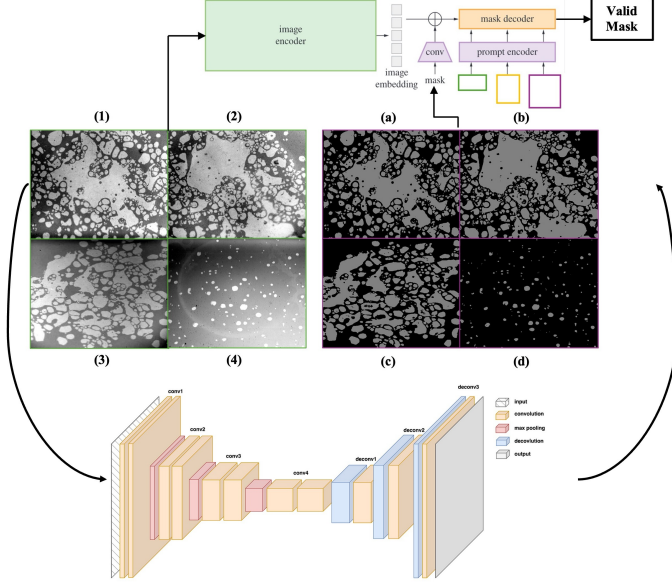 image
encoder
image
embedding
conv
mask
mask decoder
prompt encoder
Valid
Mask
(1)
(2)
(a)
(b)
(3)
(4)
(c)
(d)
conv1
conv2
conv3
conv4
deconv1
deconv2
deconv3
input
convolution
max pooling
decovlution
output